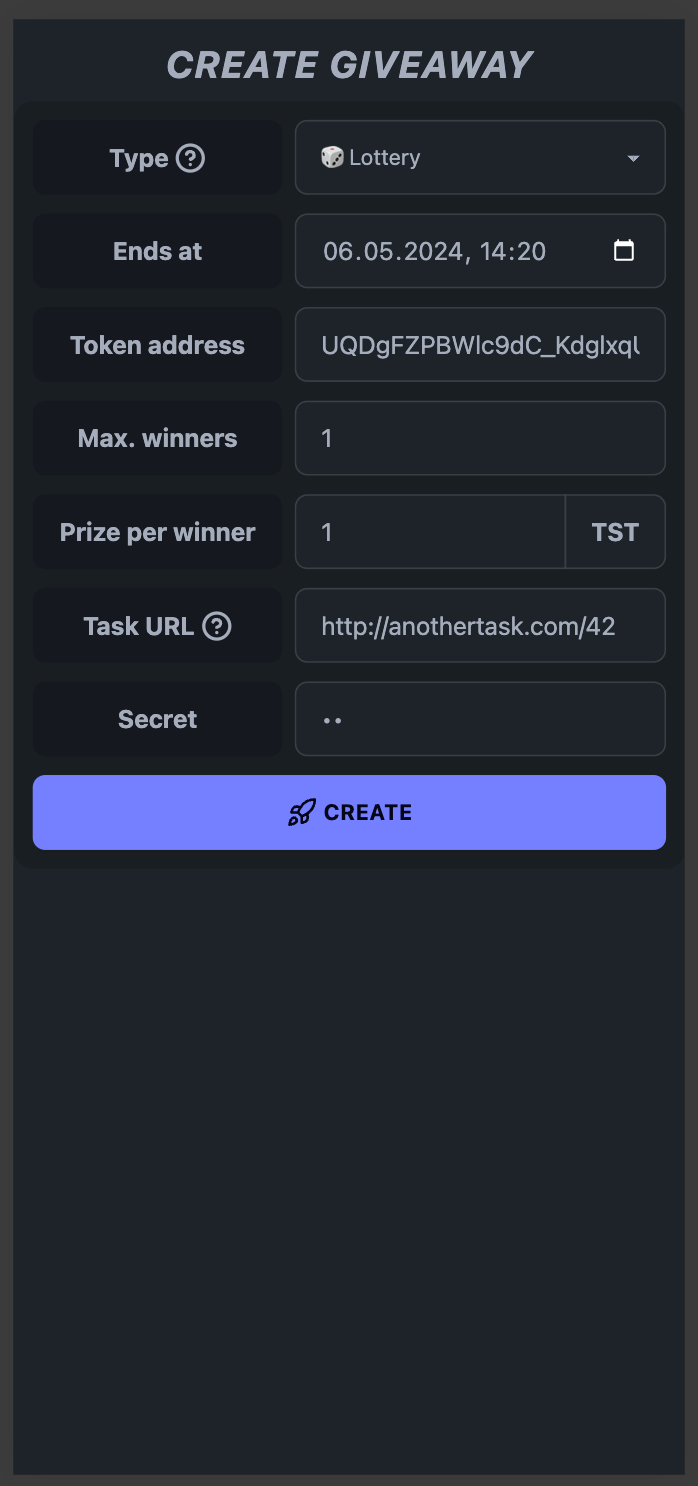 CREATE GIVEAWAY
Type ?
🎲 Lottery
Ends at
06.05.2024, 14:20
Token address
Max. winners
1
Prize per winner
1
TST
Task URL ?
http://anothertask.com/42
Secret
••
CREATE